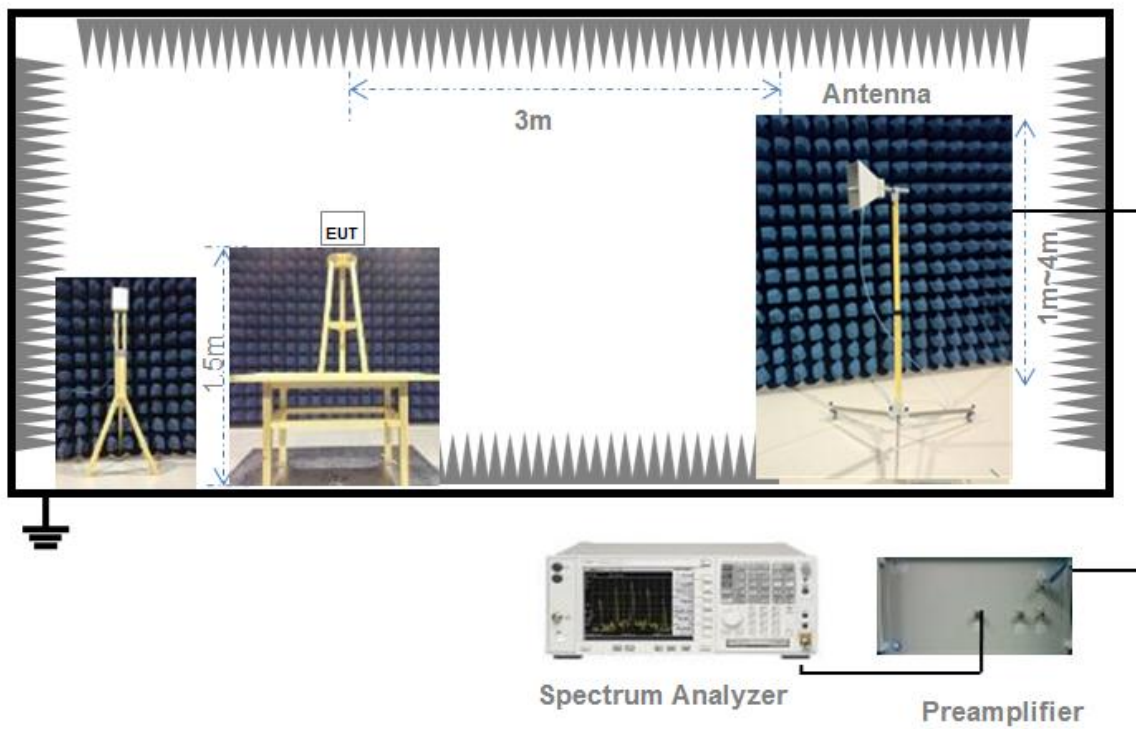 Antenna
3m
EUT
1.5m
1m~4m
Spectrum Analyzer
Preamplifier